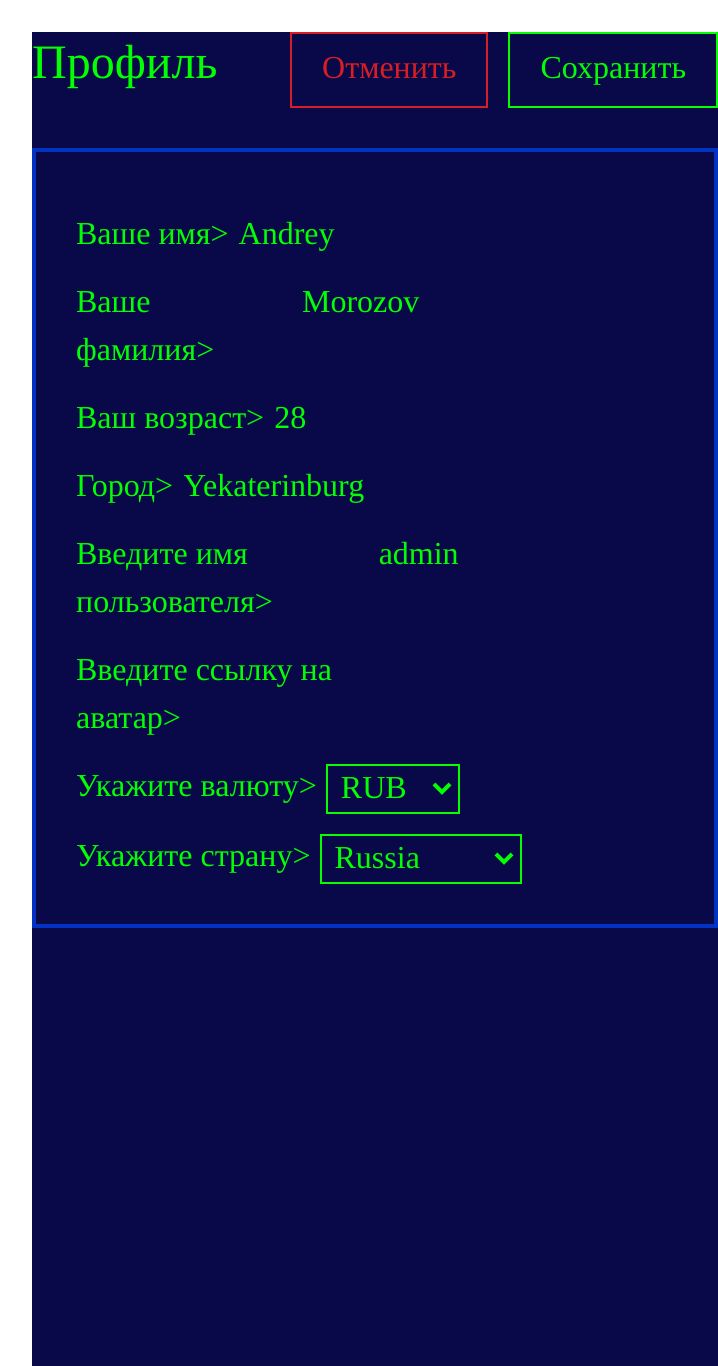 Профиль Отменить Сохранить
Ваше имя> Andrey
Ваше Morozov
фамилия>
Ваш возраст> 28
Город> Yekaterinburg
Введите имя admin
пользователя>
Введите ссылку на
аватар>
Укажите валюту> RUB
Укажите страну> Russia